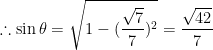 ∴ sin θ = √(1 − (√7/7)²) = √42/7